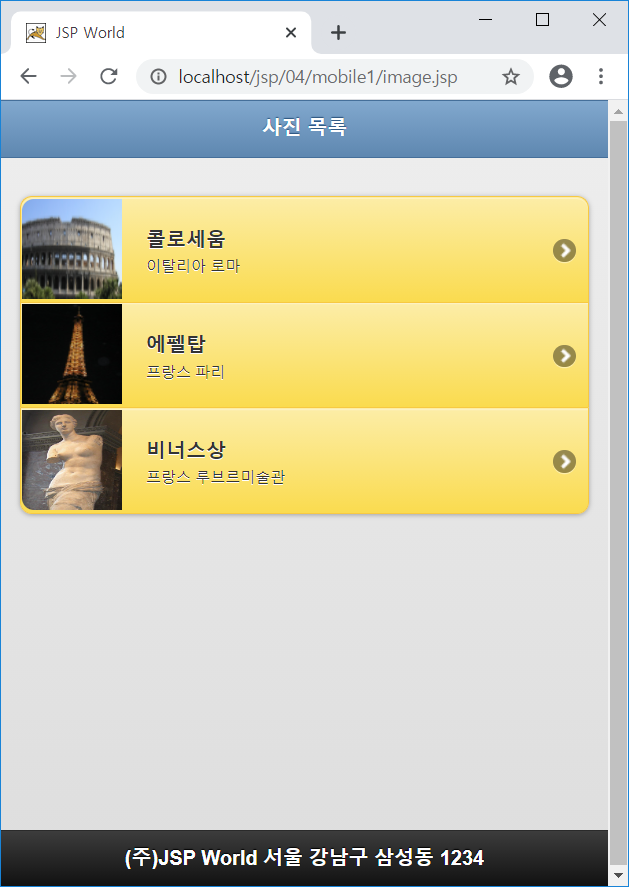 JSP World
localhost/jsp/04/mobile1/image.jsp
사진 목록
콜로세움
이탈리아 로마
에펠탑
프랑스 파리
비너스상
프랑스 루브르미술관
(주)JSP World 서울 강남구 삼성동 1234